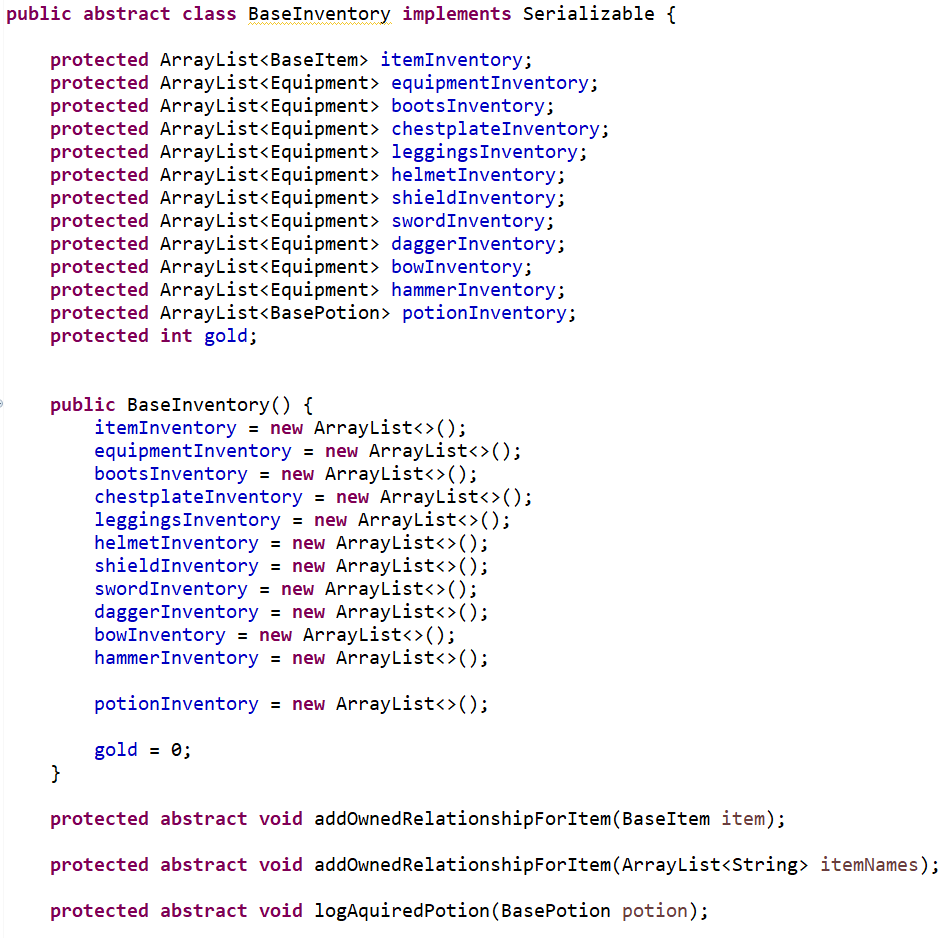 public abstract class BaseInventory implements Serializable {
protected ArrayList<BaseItem> itemInventory;
protected ArrayList<Equipment> equipmentInventory;
protected ArrayList<Equipment> bootsInventory;
protected ArrayList<Equipment> chestplateInventory;
protected ArrayList<Equipment> leggingsInventory;
protected ArrayList<Equipment> helmetInventory;
protected ArrayList<Equipment> shieldInventory;
protected ArrayList<Equipment> swordInventory;
protected ArrayList<Equipment> daggerInventory;
protected ArrayList<Equipment> bowInventory;
protected ArrayList<Equipment> hammerInventory;
protected ArrayList<BasePotion> potionInventory;
protected int gold;
public BaseInventory() {
itemInventory = new ArrayList<>();
equipmentInventory = new ArrayList<>();
bootsInventory = new ArrayList<>();
chestplateInventory = new ArrayList<>();
leggingsInventory = new ArrayList<>();
helmetInventory = new ArrayList<>();
shieldInventory = new ArrayList<>();
swordInventory = new ArrayList<>();
daggerInventory = new ArrayList<>();
bowInventory = new ArrayList<>();
hammerInventory = new ArrayList<>();
potionInventory = new ArrayList<>();
gold = 0;
}
protected abstract void addOwnedRelationshipForItem(BaseItem item);
protected abstract void addOwnedRelationshipForItem(ArrayList<String> itemNames);
protected abstract void logAquiredPotion(BasePotion potion);